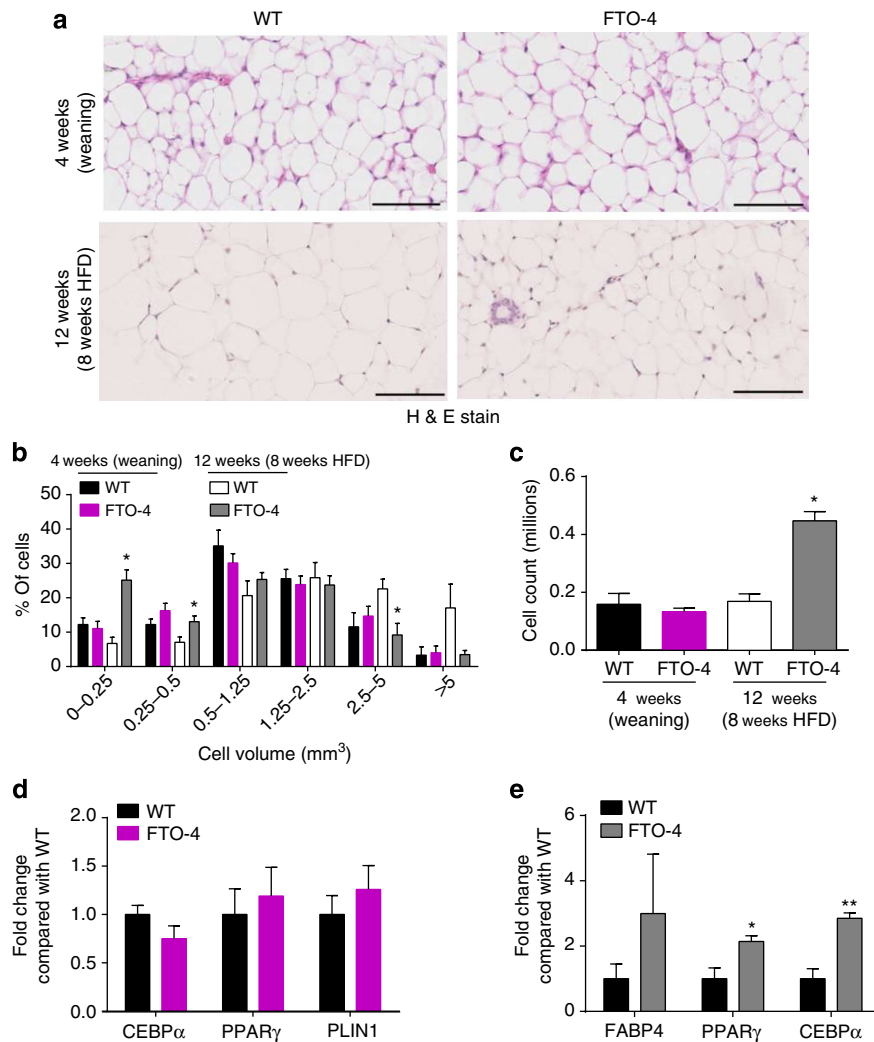 a
WT
FTO-4
4 weeks
(weaning)
12 weeks
(8 weeks HFD)
H & E stain
b
4 weeks (weaning)
12 weeks (8 weeks HFD)
WT
FTO-4
WT
FTO-4
% Of cells
50
40
30
20
10
0
*
*
*
0–0.25
0.25–0.5
0.5–1.25
1.25–2.5
2.5–5
>5
Cell volume (mm³)
c
Cell count (millions)
0.6
0.4
0.2
0.0
*
WT
FTO-4
WT
FTO-4
4 weeks
(weaning)
12 weeks
(8 weeks HFD)
d
WT
FTO-4
Fold change
compared with WT
2.0
1.5
1.0
0.5
0.0
CEBPα
PPARγ
PLIN1
e
WT
FTO-4
Fold change
compared with WT
6
4
2
0
*
**
FABP4
PPARγ
CEBPα